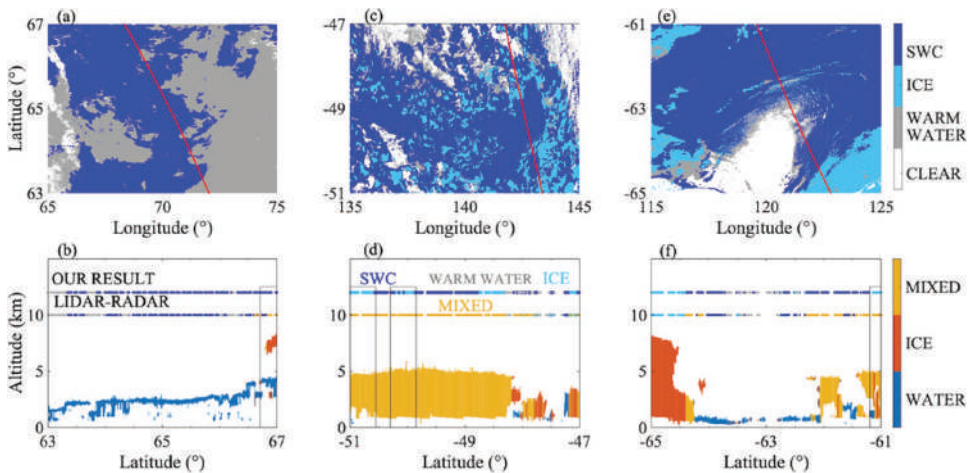 (a)
(c)
(e)
67
65
63
Latitude (°)
65
70
75
Longitude (°)
-47
-49
-51
135
140
145
Longitude (°)
-61
-63
-65
115
120
125
Longitude (°)
SWC
ICE
WARM
WATER
CLEAR
(b)
(d)
(f)
OUR RESULT
LIDAR-RADAR
10
5
0
Altitude (km)
63
65
67
Latitude (°)
SWC
WARM WATER
ICE
MIXED
10
5
0
-51
-49
-47
Latitude (°)
10
5
0
-65
-63
-61
Latitude (°)
MIXED
ICE
WATER